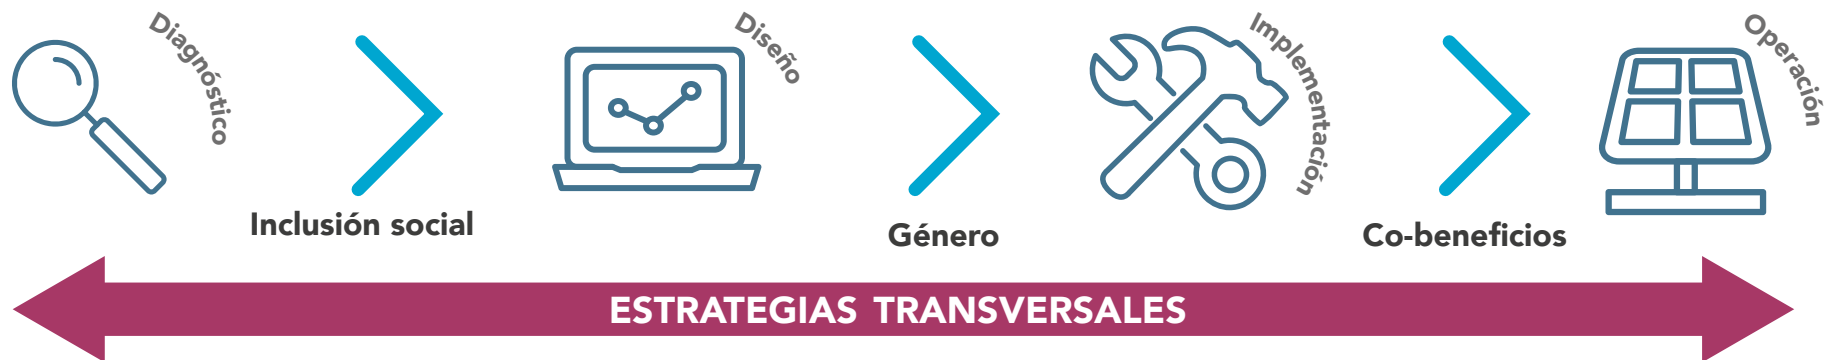 Diagnóstico
Diseño
Implementación
Operación
Inclusión social
Género
Co-beneficios
ESTRATEGIAS TRANSVERSALES